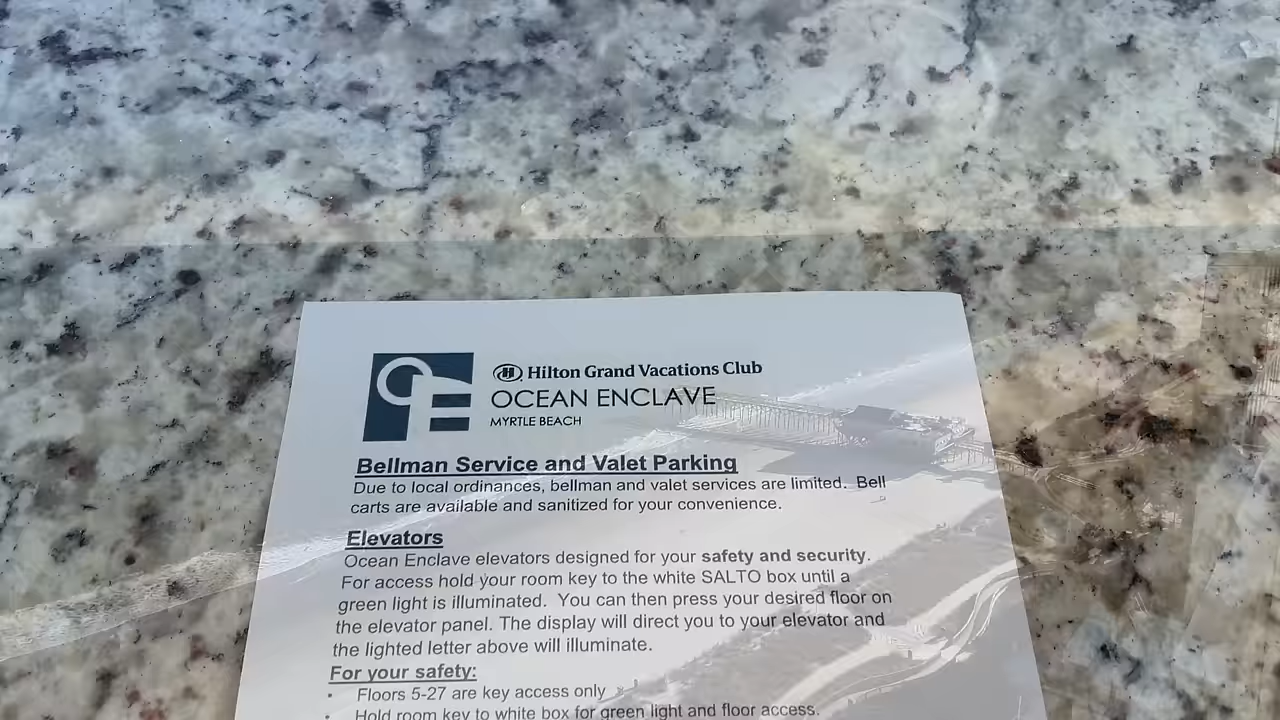 Hilton Grand Vacations Club
OCEAN ENCLAVE
MYRTLE BEACH
Bellman Service and Valet Parking
Due to local ordinances, bellman and valet services are limited.  Bell
carts are available and sanitized for your convenience.
Elevators
Ocean Enclave elevators designed for your safety and security.
For access hold your room key to the white SALTO box until a
green light is illuminated.  You can then press your desired floor on
the elevator panel. The display will direct you to your elevator and
the lighted letter above will illuminate.
For your safety:
• Floors 5-27 are key access only
• Hold room key to white box for green light and floor access.